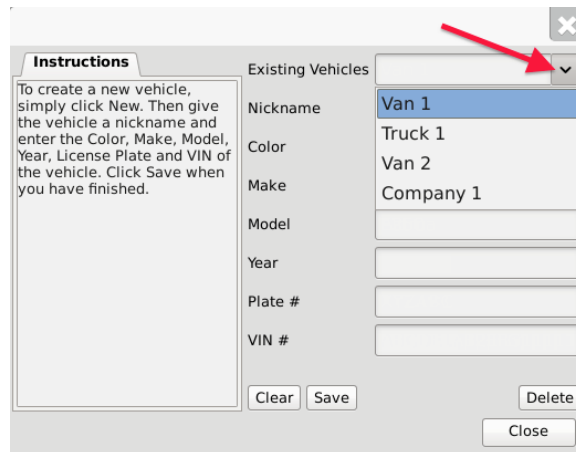 Instructions
To create a new vehicle,
simply click New. Then give
the vehicle a nickname and
enter the Color, Make, Model,
Year, License Plate and VIN of
the vehicle. Click Save when
you have finished.
Existing Vehicles
Van 1
Truck 1
Van 2
Company 1
Nickname
Color
Make
Model
Year
Plate #
VIN #
Clear Save Delete
Close